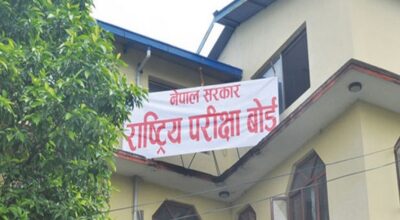 नेपाल सरकार
राष्ट्रिय परीक्षा बोर्ड